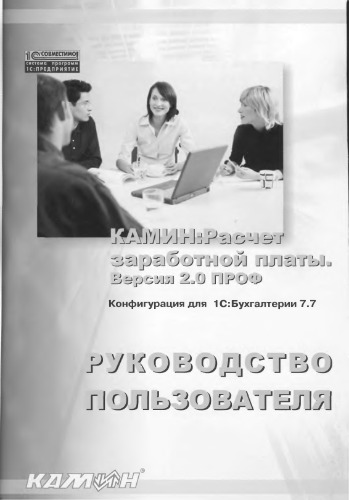 1С СОВМЕСТИМО
система программ
1С:ПРЕДПРИЯТИЕ
КАМИН:Расчет
заработной платы.
Версия 2.0 ПРОФ
Конфигурация для 1С:Бухгалтерии 7.7
РУКОВОДСТВО
ПОЛЬЗОВАТЕЛЯ
КАМИН®